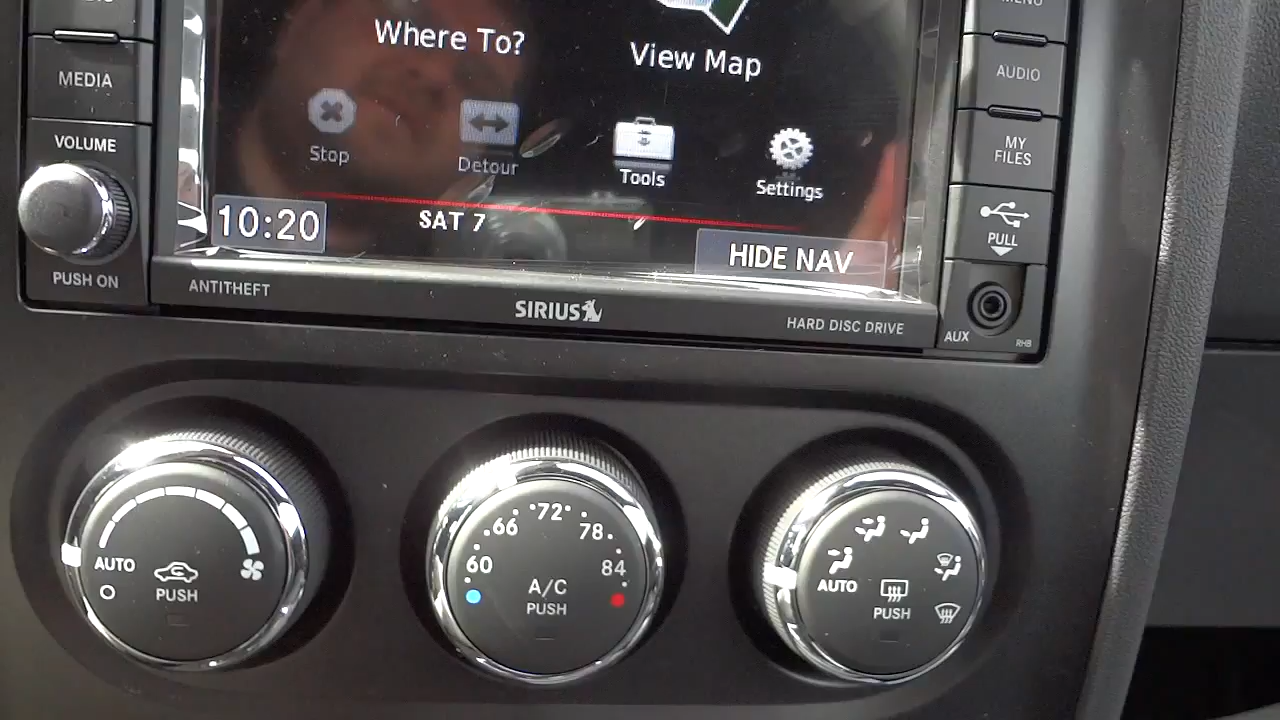 MENU
Where To?
View Map
MEDIA
AUDIO
VOLUME
Stop
Detour
Tools
Settings
MY
FILES
10:20
SAT 7
HIDE NAV
PULL
PUSH ON
ANTITHEFT
SIRIUS
HARD DISC DRIVE
AUX
RHB
AUTO
PUSH
60
66
72
78
84
A/C
PUSH
AUTO
PUSH